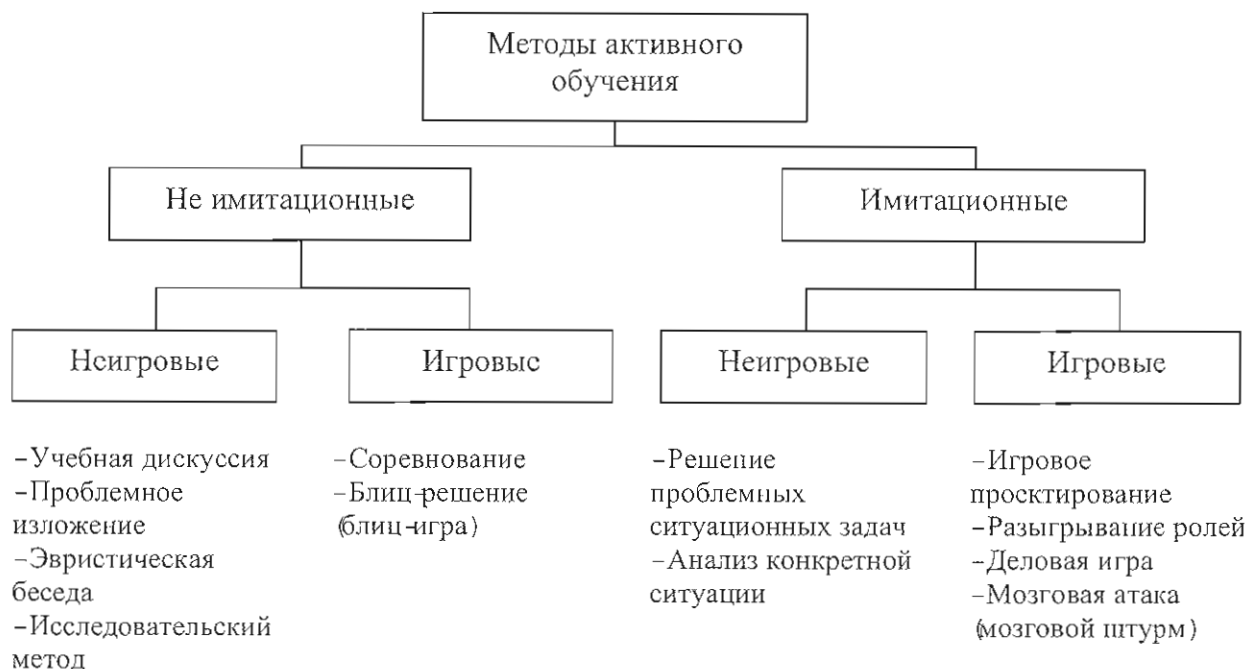 Методы активного
обучения
Не имитационные
Имитационные
Неигровые
Игровые
Неигровые
Игровые
–Учебная дискуссия
–Проблемное
изложение
–Эвристическая
беседа
–Исследовательский
метод
–Соревнование
–Блиц-решение
(блиц-игра)
–Решение
проблемных
ситуационных задач
–Анализ конкретной
ситуации
–Игровое
проектирование
–Разыгрывание ролей
–Деловая игра
–Мозговая атака
(мозговой штурм)